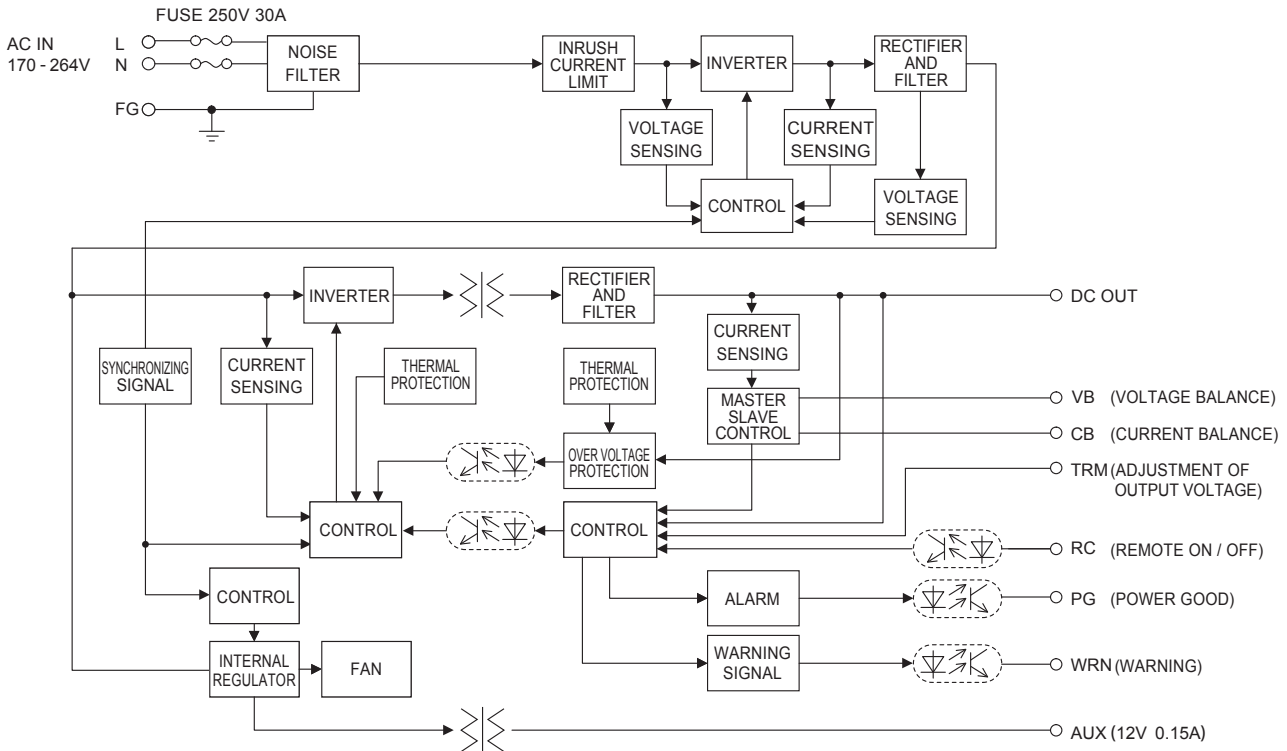 FUSE 250V 30A
AC IN
170 - 264V
L
N
FG
NOISE
FILTER
INRUSH
CURRENT
LIMIT
INVERTER
RECTIFIER
AND
FILTER
VOLTAGE
SENSING
CURRENT
SENSING
CONTROL
VOLTAGE
SENSING
INVERTER
RECTIFIER
AND
FILTER
DC OUT
SYNCHRONIZING
SIGNAL
CURRENT
SENSING
THERMAL
PROTECTION
THERMAL
PROTECTION
CURRENT
SENSING
MASTER
SLAVE
CONTROL
VB (VOLTAGE BALANCE)
CB (CURRENT BALANCE)
OVER VOLTAGE
PROTECTION
TRM (ADJUSTMENT OF
OUTPUT VOLTAGE)
CONTROL
CONTROL
RC (REMOTE ON / OFF)
CONTROL
ALARM
PG (POWER GOOD)
INTERNAL
REGULATOR
FAN
WARNING
SIGNAL
WRN (WARNING)
AUX (12V 0.15A)